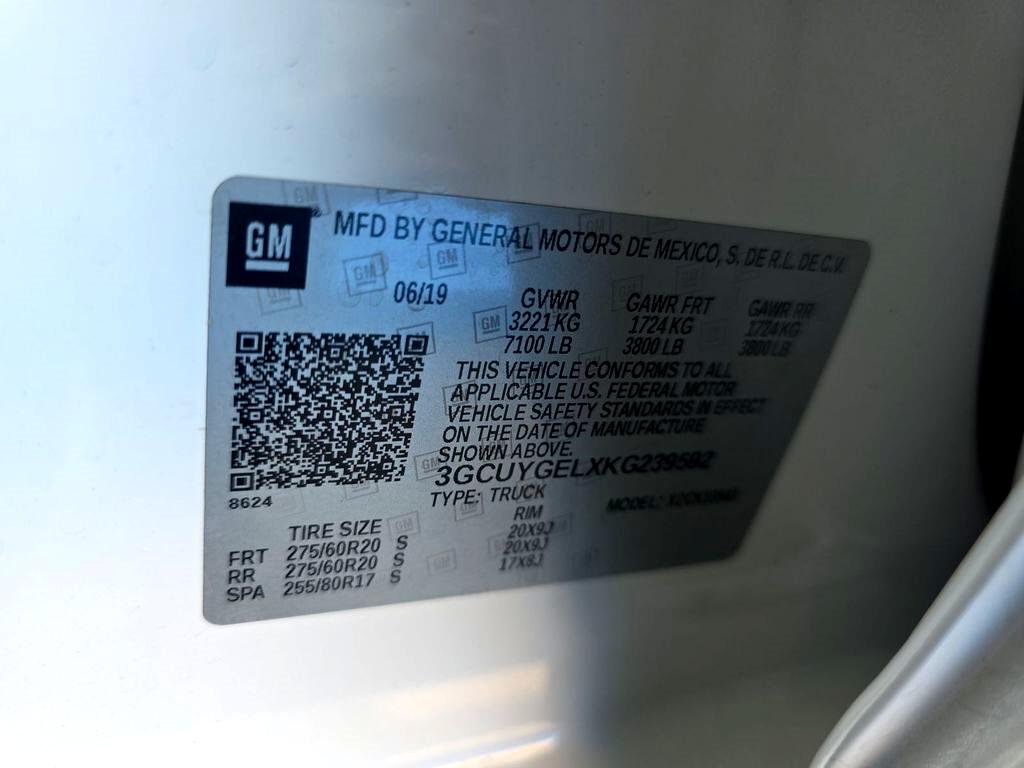 GM
MFD BY GENERAL MOTORS DE MEXICO, S. DE R.L. DE C.V.
06/19 GVWR GAWR FRT GAWR RR
3221 KG 1724 KG 1724 KG
7100 LB 3800 LB 3800 LB
THIS VEHICLE CONFORMS TO ALL
APPLICABLE U.S. FEDERAL MOTOR
VEHICLE SAFETY STANDARDS IN EFFECT
ON THE DATE OF MANUFACTURE
SHOWN ABOVE.
3GCUYGELXKG239592
8624
TYPE: TRUCK MODEL:
TIRE SIZE RIM
FRT 275/60R20 S 20X9J
RR 275/60R20 S 20X9J
SPA 255/80R17 S 17X8J